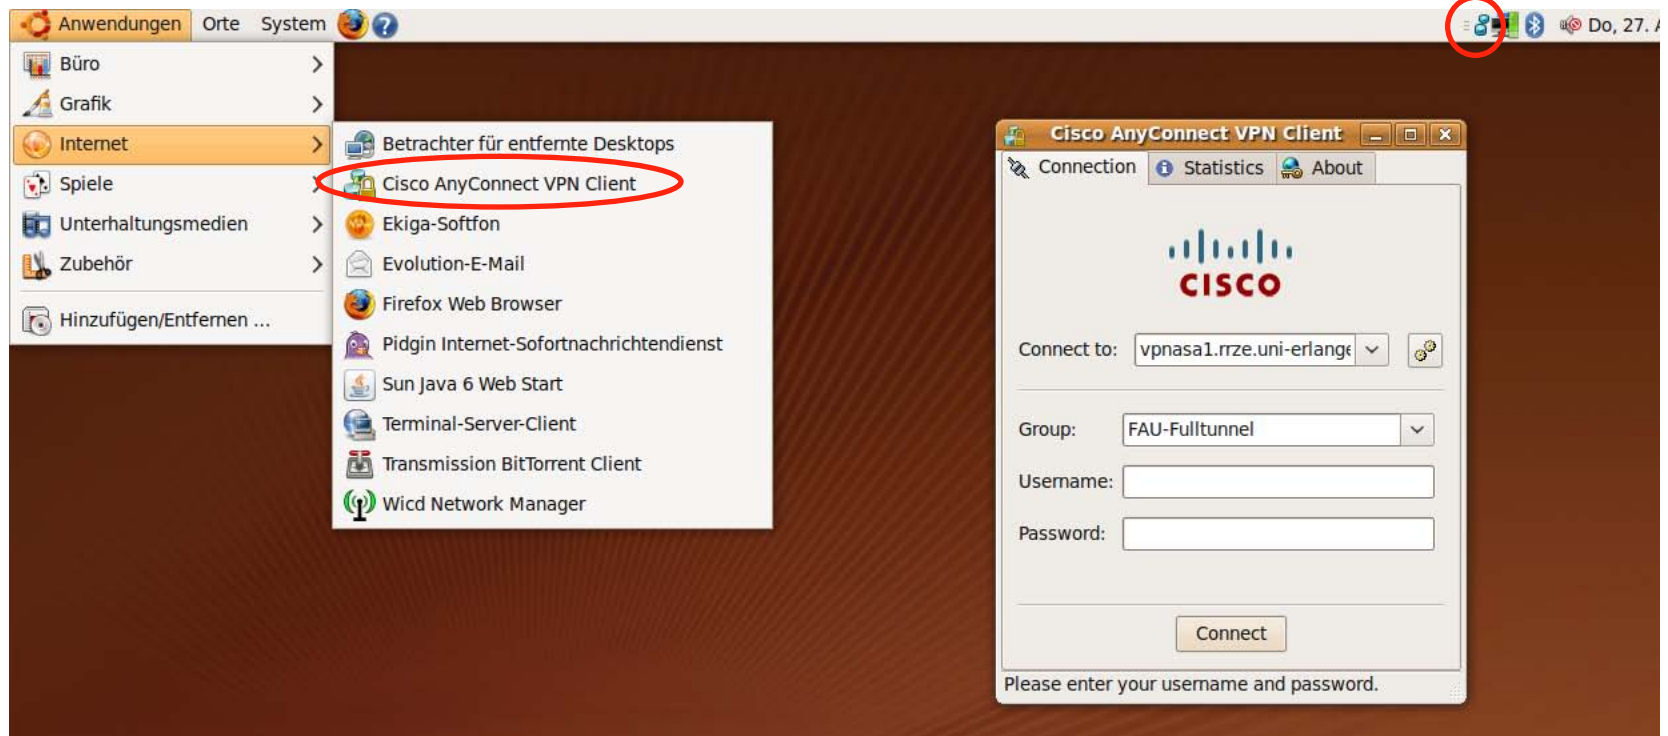 Anwendungen Orte System
Do, 27. A
Büro
Grafik
Internet
Spiele
Unterhaltungsmedien
Zubehör
Hinzufügen/Entfernen ...
Betrachter für entfernte Desktops
Cisco AnyConnect VPN Client
Ekiga-Softfon
Evolution-E-Mail
Firefox Web Browser
Pidgin Internet-Sofortnachrichtendienst
Sun Java 6 Web Start
Terminal-Server-Client
Transmission BitTorrent Client
Wicd Network Manager
Cisco AnyConnect VPN Client
Connection Statistics About
CISCO
Connect to: vpnasa1.rrze.uni-erlange
Group: FAU-Fulltunnel
Username:
Password:
Connect
Please enter your username and password.